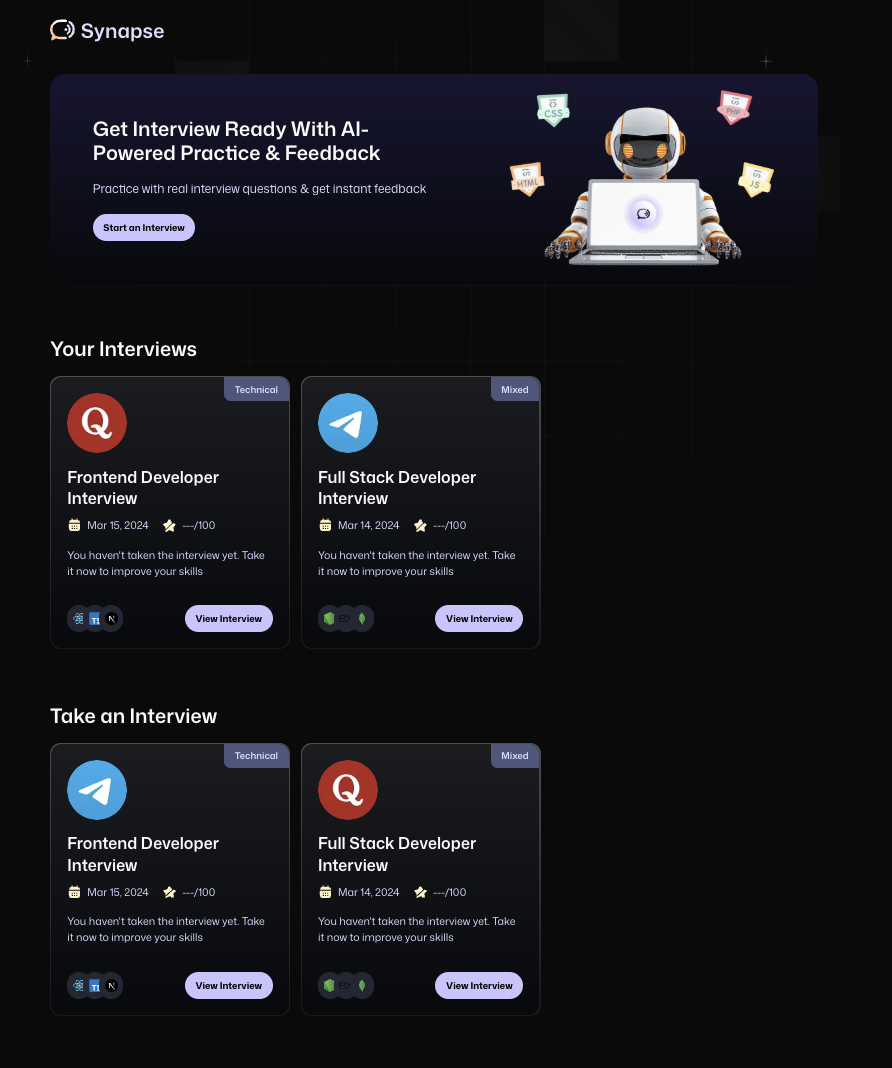 Synapse
Get Interview Ready With AI-
Powered Practice & Feedback
Practice with real interview questions & get instant feedback
Start an Interview
CSS
PHP
HTML
JS
Your Interviews
Technical
Q
Frontend Developer
Interview
Mar 15, 2024 ---/100
You haven't taken the interview yet. Take
it now to improve your skills
TS N
View Interview
Mixed
Full Stack Developer
Interview
Mar 14, 2024 ---/100
You haven't taken the interview yet. Take
it now to improve your skills
View Interview
Take an Interview
Technical
Frontend Developer
Interview
Mar 15, 2024 ---/100
You haven't taken the interview yet. Take
it now to improve your skills
TS N
View Interview
Mixed
Q
Full Stack Developer
Interview
Mar 14, 2024 ---/100
You haven't taken the interview yet. Take
it now to improve your skills
View Interview